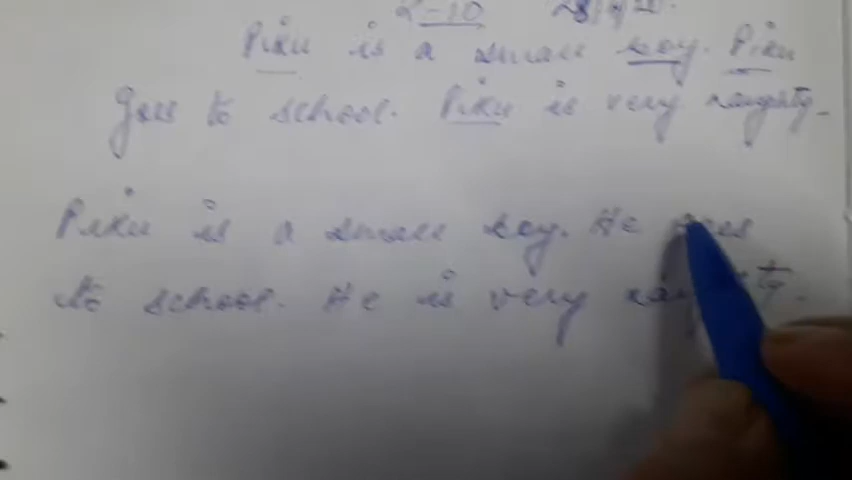 L-10
Piku is a small boy. Piku
goes to school. Piku is very naughty.
Piku is a small boy. He goes
to school. He is very